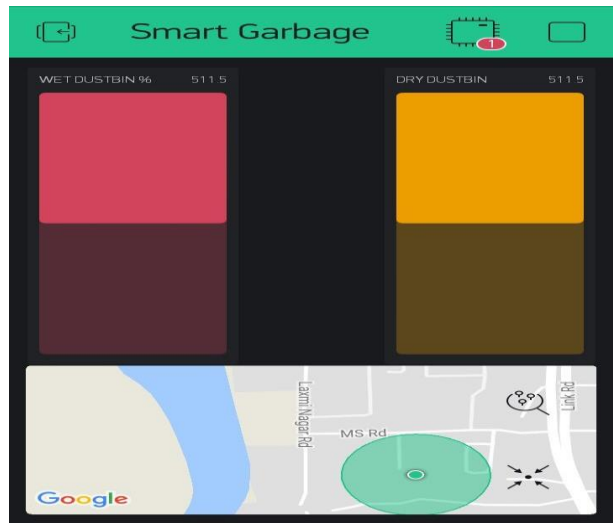 Smart Garbage
1
WET DUSTBIN % 511.5
DRY DUSTBIN 511.5
Laxmi Nagar Rd
MS Rd
Link Rd
Google